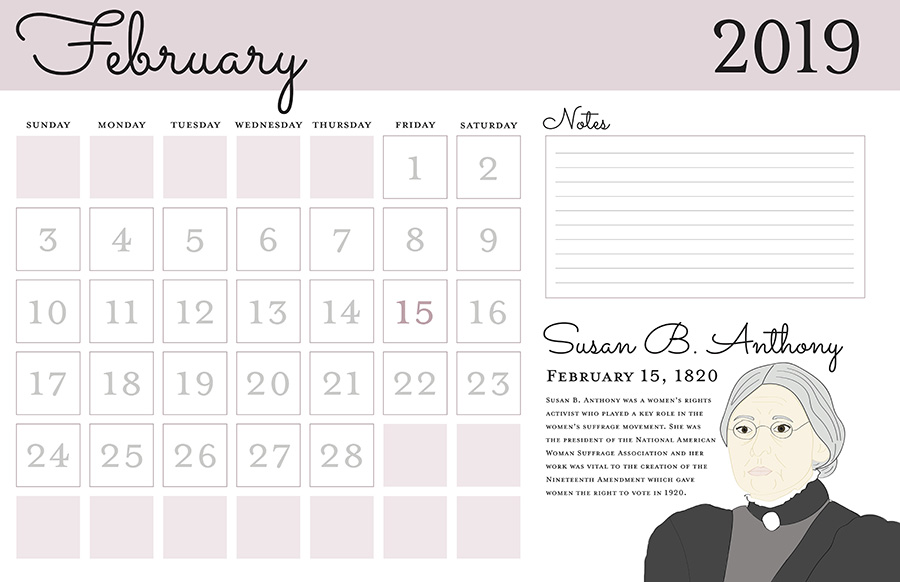 February 2019
SUNDAY MONDAY TUESDAY WEDNESDAY THURSDAY FRIDAY SATURDAY
1 2
3 4 5 6 7 8 9
10 11 12 13 14 15 16
17 18 19 20 21 22 23
24 25 26 27 28
Notes
Susan B. Anthony
February 15, 1820
Susan B. Anthony was a women's rights
activist who played a key role in the
women's suffrage movement. She was
the president of the National American
Woman Suffrage Association and her
work was vital to the creation of the
Nineteenth Amendment which gave
women the right to vote in 1920.